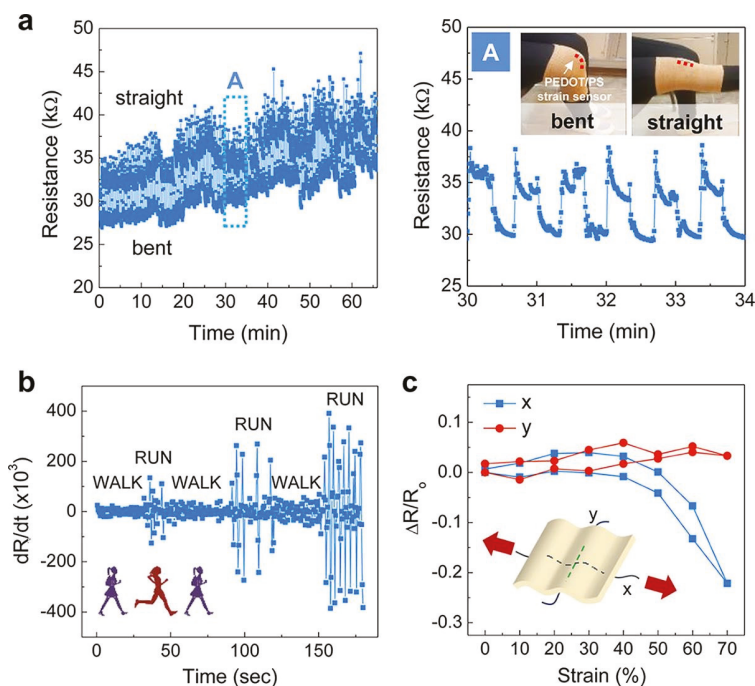 a
Resistance (kΩ)
50
45
40
35
30
25
straight
A
bent
0 10 20 30 40 50 60
Time (min)
A
PEDOT/PS
strain sensor
bent
straight
Resistance (kΩ)
50
45
40
35
30
25
30 31 32 33 34
Time (min)
b
dR/dt (x10³)
400
200
0
-200
-400
RUN
RUN
RUN
WALK
WALK
WALK
0 50 100 150
Time (sec)
c
x
y
ΔR/Rₒ
0.1
0.0
-0.1
-0.2
-0.3
y
x
0 10 20 30 40 50 60 70
Strain (%)